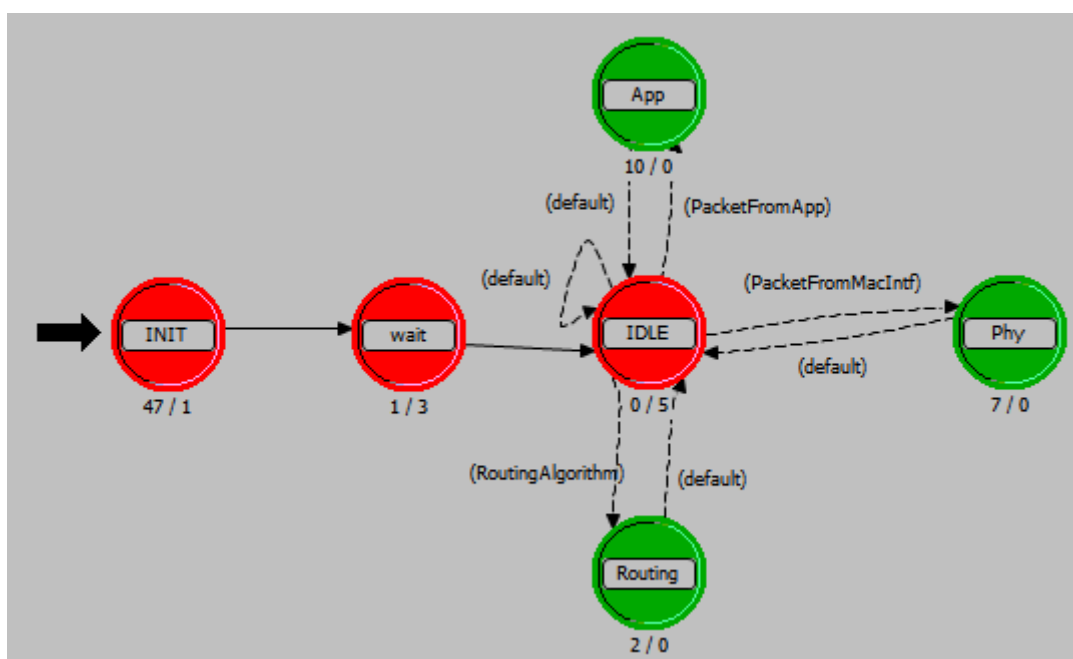 App
10 / 0
(default)
(PacketFromApp)
(default)
(PacketFromMacIntf)
INIT
wait
IDLE
Phy
(default)
47 / 1
1 / 3
0 / 5
7 / 0
(RoutingAlgorithm)
(default)
Routing
2 / 0